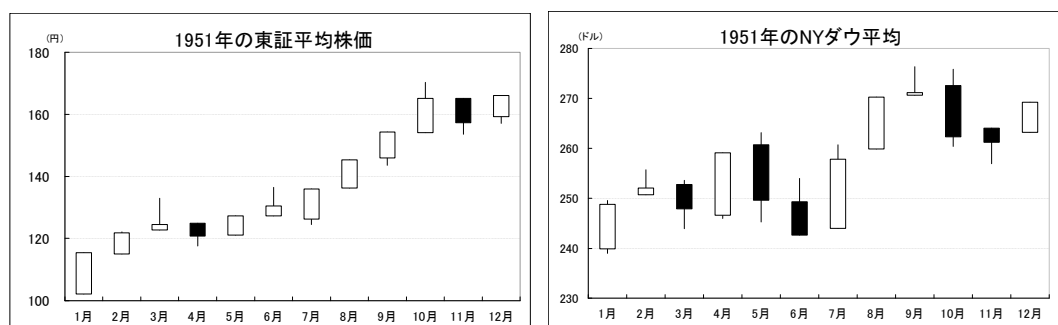 (円)
1951年の東証平均株価
180
160
140
120
100
1月 2月 3月 4月 5月 6月 7月 8月 9月 10月 11月 12月
(ドル)
1951年のNYダウ平均
280
270
260
250
240
230
1月 2月 3月 4月 5月 6月 7月 8月 9月 10月 11月 12月